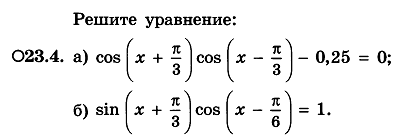 Решите уравнение:
O23.4. а) cos(x + π/3) cos(x − π/3) − 0,25 = 0;
б) sin(x + π/3) cos(x − π/6) = 1.